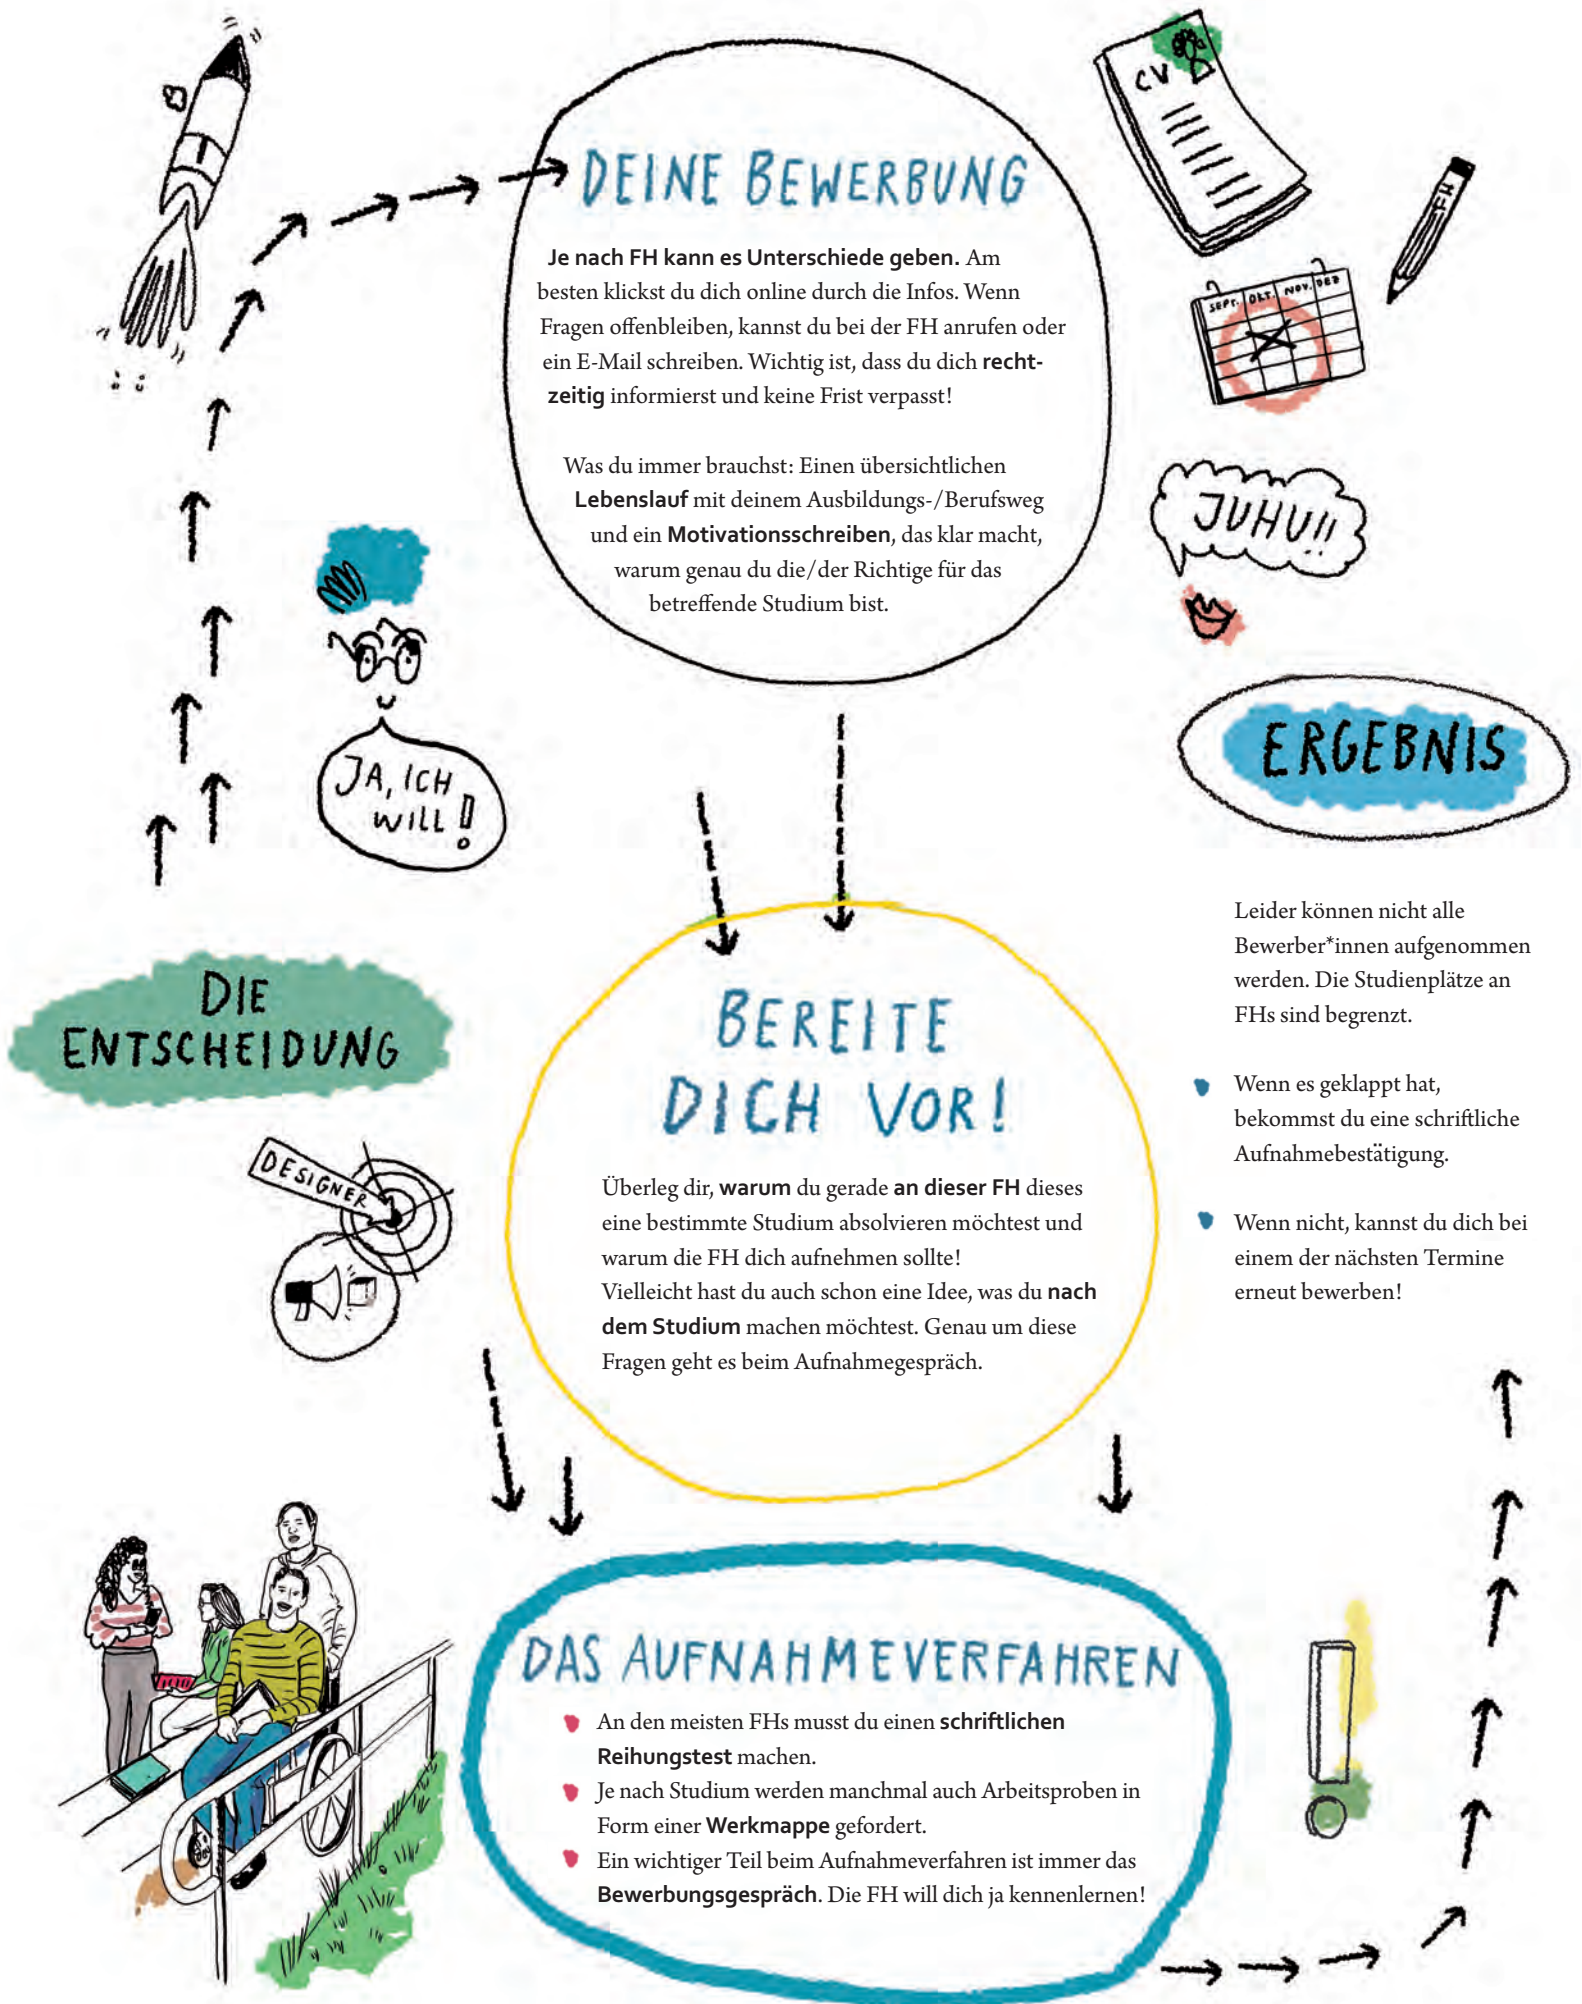 DIE
ENTSCHEIDUNG
DESIGNER
JA, ICH
WILL!
DEINE BEWERBUNG
Je nach FH kann es Unterschiede geben. Am
besten klickst du dich online durch die Infos. Wenn
Fragen offenbleiben, kannst du bei der FH anrufen oder
ein E-Mail schreiben. Wichtig ist, dass du dich recht-
zeitig informierst und keine Frist verpasst!
Was du immer brauchst: Einen übersichtlichen
Lebenslauf mit deinem Ausbildungs-/Berufsweg
und ein Motivationsschreiben, das klar macht,
warum genau du die/der Richtige für das
betreffende Studium bist.
CV
FH
SEPT. OKT. NOV. DEZ
BEREITE
DICH VOR!
Überleg dir, warum du gerade an dieser FH dieses
eine bestimmte Studium absolvieren möchtest und
warum die FH dich aufnehmen sollte!
Vielleicht hast du auch schon eine Idee, was du nach
dem Studium machen möchtest. Genau um diese
Fragen geht es beim Aufnahmegespräch.
DAS AUFNAHMEVERFAHREN
An den meisten FHs musst du einen schriftlichen
Reihungstest machen.
Je nach Studium werden manchmal auch Arbeitsproben in
Form einer Werkmappe gefordert.
Ein wichtiger Teil beim Aufnahmeverfahren ist immer das
Bewerbungsgespräch. Die FH will dich ja kennenlernen!
JUHU!!
ERGEBNIS
Leider können nicht alle
Bewerber*innen aufgenommen
werden. Die Studienplätze an
FHs sind begrenzt.
Wenn es geklappt hat,
bekommst du eine schriftliche
Aufnahmebestätigung.
Wenn nicht, kannst du dich bei
einem der nächsten Termine
erneut bewerben!